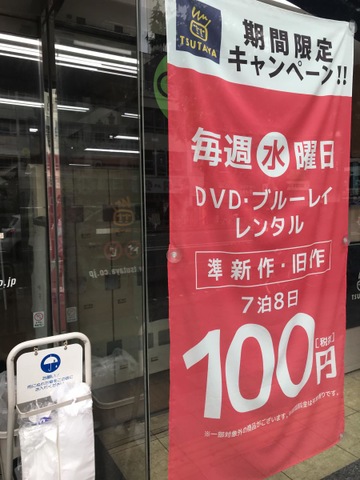 TSUTAYA
期間限定
キャンペーン!!
毎週水曜日
DVD・ブルーレイ
レンタル
準新作・旧作
7泊8日
100円